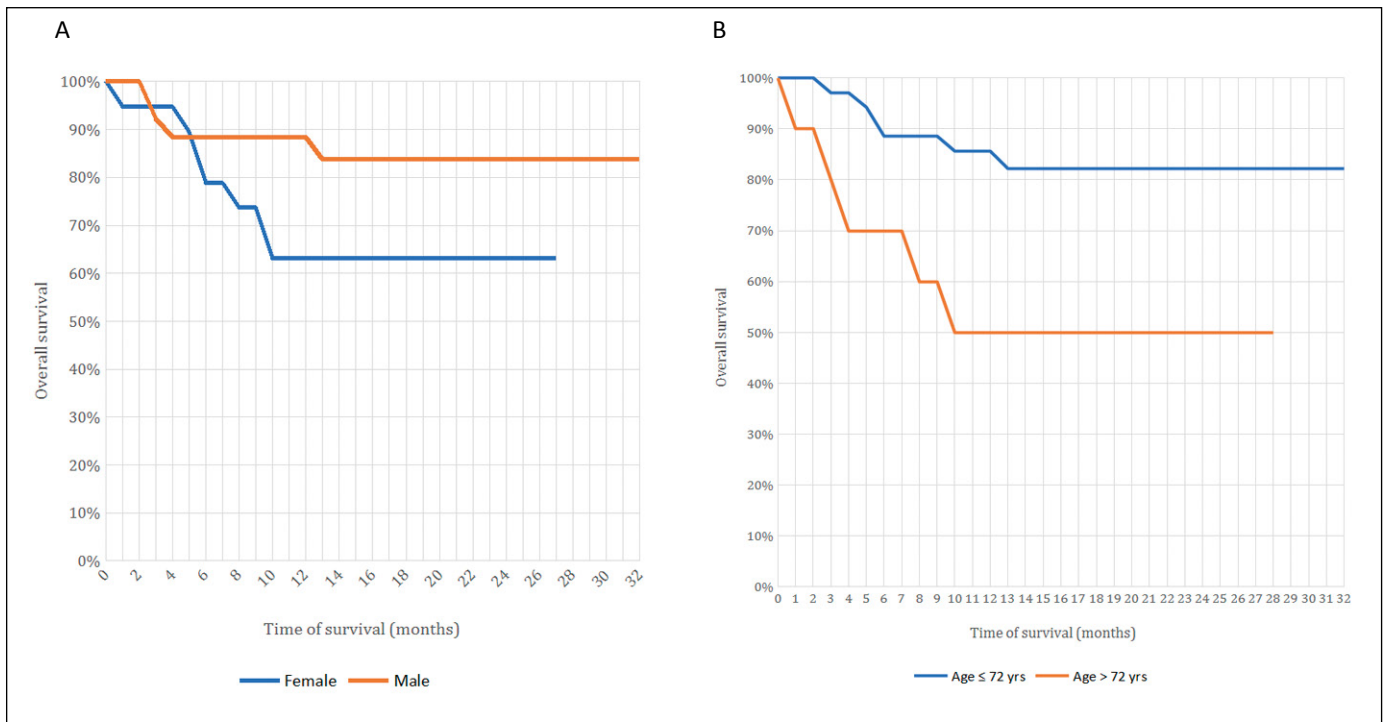 A
100%
90%
80%
70%
60%
50%
40%
30%
20%
10%
0%
Overall survival
0 2 4 6 8 10 12 14 16 18 20 22 24 26 28 30 32
Time of survival (months)
Female Male
B
100%
90%
80%
70%
60%
50%
40%
30%
20%
10%
0%
Overall survival
0 1 2 3 4 5 6 7 8 9 10 11 12 13 14 15 16 17 18 19 20 21 22 23 24 25 26 27 28 29 30 31 32
Time of survival (months)
Age ≤ 72 yrs Age > 72 yrs